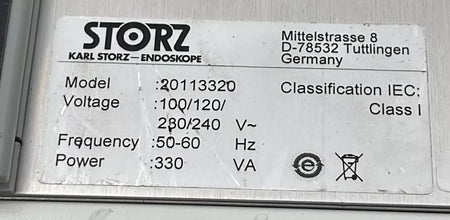 STORZ
KARL STORZ—ENDOSKOPE
Mittelstrasse 8
D-78532 Tuttlingen
Germany
Model :20113320
Voltage :100/120/
230/240 V~
Frequency :50-60 Hz
Power :330 VA
Classification IEC:
Class I